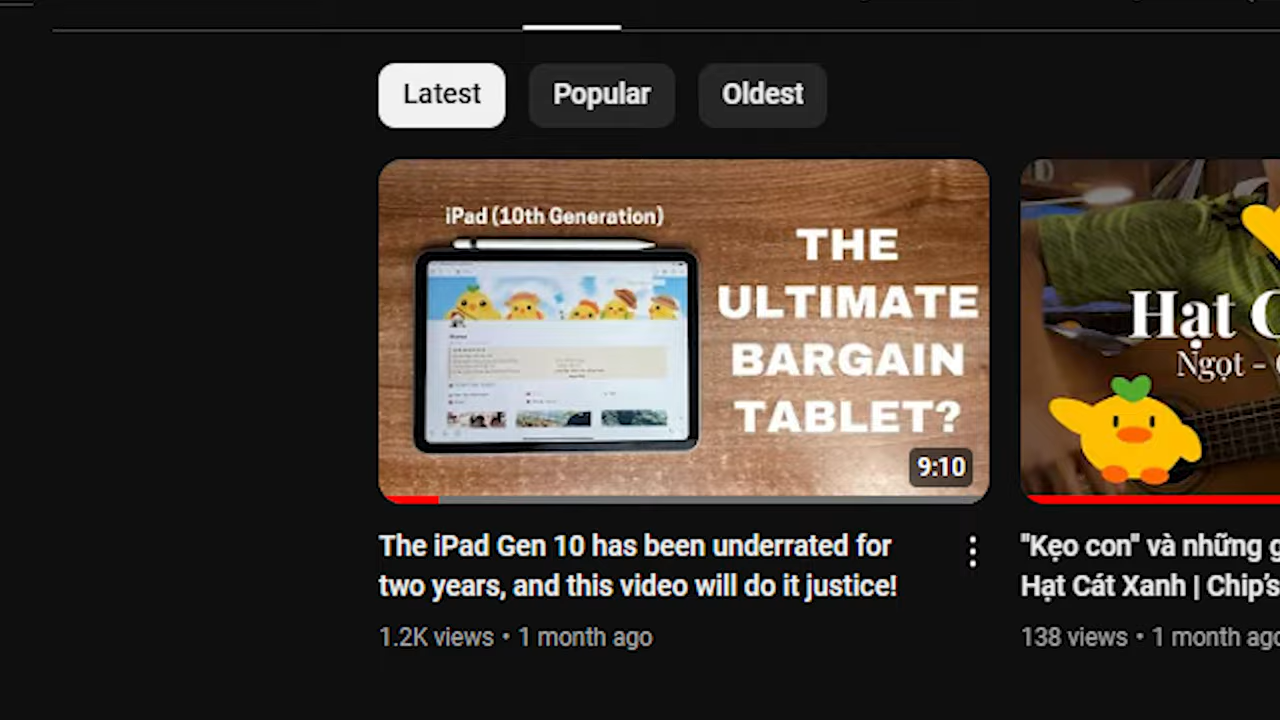 Latest
Popular
Oldest
iPad (10th Generation)
THE
ULTIMATE
BARGAIN
TABLET?
9:10
The iPad Gen 10 has been underrated for
two years, and this video will do it justice!
1.2K views • 1 month ago
Hạt
Ngọt –
"Kẹo con" và những
Hạt Cát Xanh | Chip's
138 views • 1 month ago